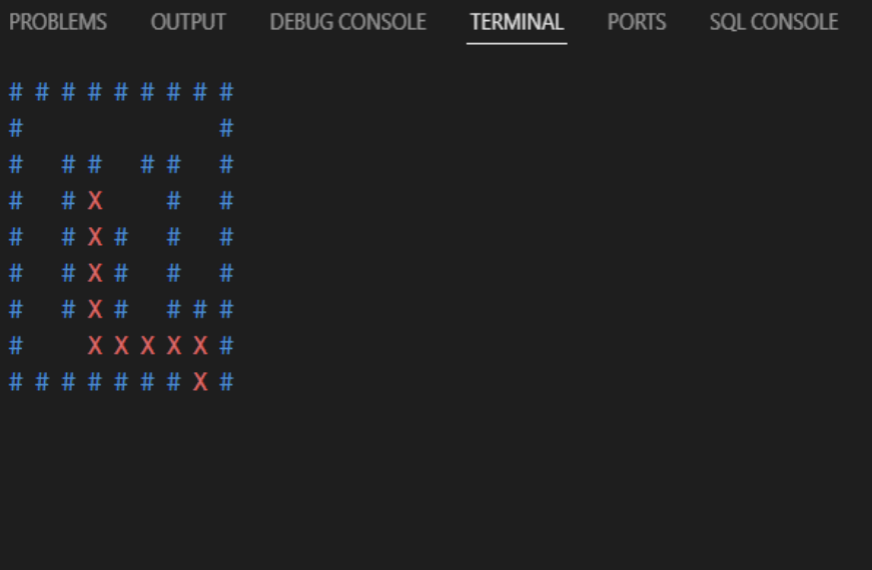 PROBLEMS OUTPUT DEBUG CONSOLE TERMINAL PORTS SQL CONSOLE
# # # # # # # # #
#               #
#   # #   # #   #
#   # X     #   #
#   # X #   #   #
#   # X #   #   #
#   # X #   # # #
#     X X X X X #
# # # # # # # X #